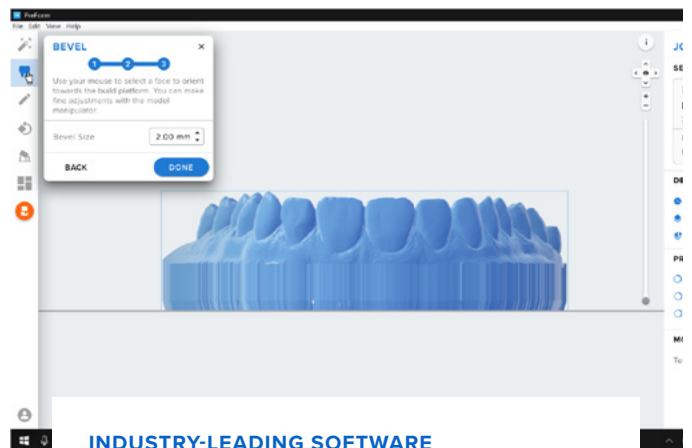 PreForm
File Edit View Help
BEVEL
1 2 3
Use your mouse to select a face to orient
towards the build platform. You can make
fine adjustments with the model
manipulator.
Bevel Size 2.00 mm
BACK DONE
INDUSTRY-LEADING SOFTWARE